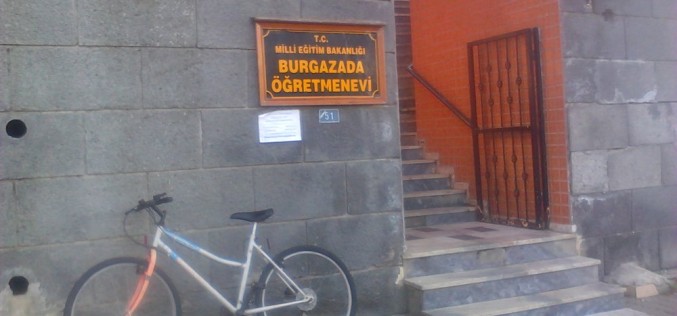 T.C.
MİLLİ EĞİTİM BAKANLIĞI
BURGAZADA
ÖĞRETMENEVİ
51